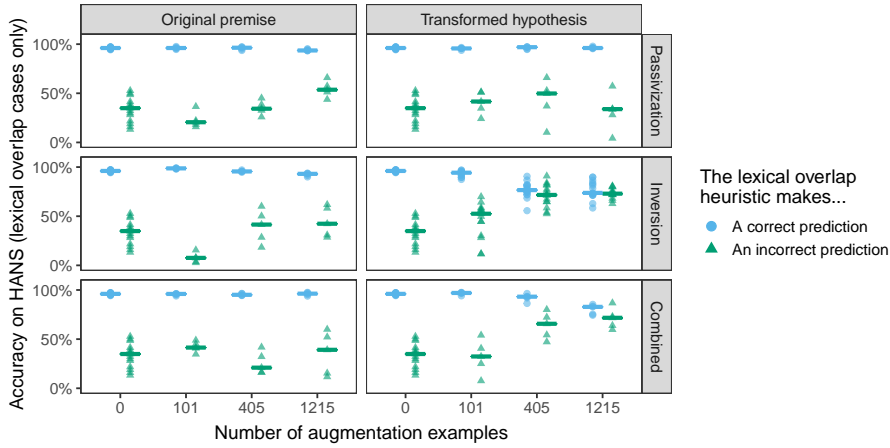 Original premise
Transformed hypothesis
Accuracy on HANS (lexical overlap cases only)
100%
50%
0%
Passivization
100%
50%
0%
Inversion
100%
50%
0%
Combined
0 101 405 1215
0 101 405 1215
Number of augmentation examples
The lexical overlap
heuristic makes...
A correct prediction
An incorrect prediction